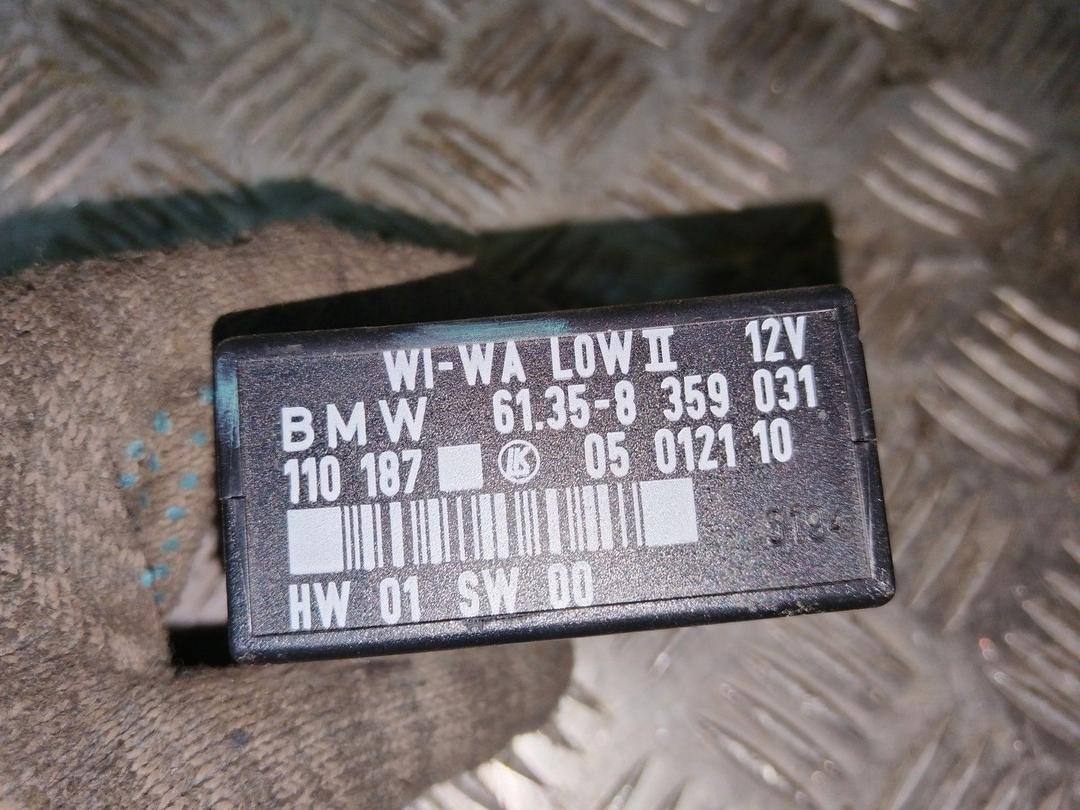 WI-WA LOW II 12V
BMW 61.35-8 359 031
110 187 LK 05 0121 10
HW 01 SW 00